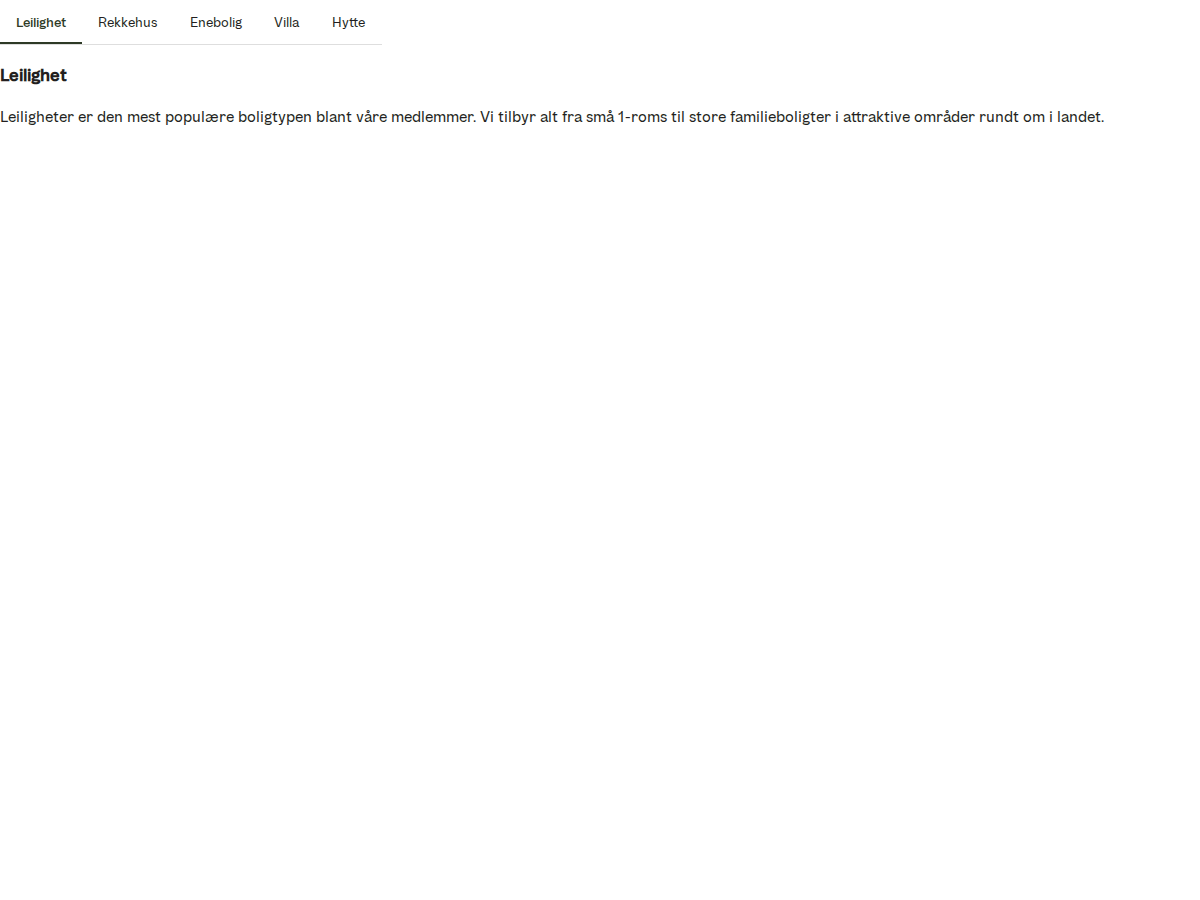 Leilighet Rekkehus Enebolig Villa Hytte
Leilighet
Leiligheter er den mest populære boligtypen blant våre medlemmer. Vi tilbyr alt fra små 1-roms til store familieboligter i attraktive områder rundt om i landet.